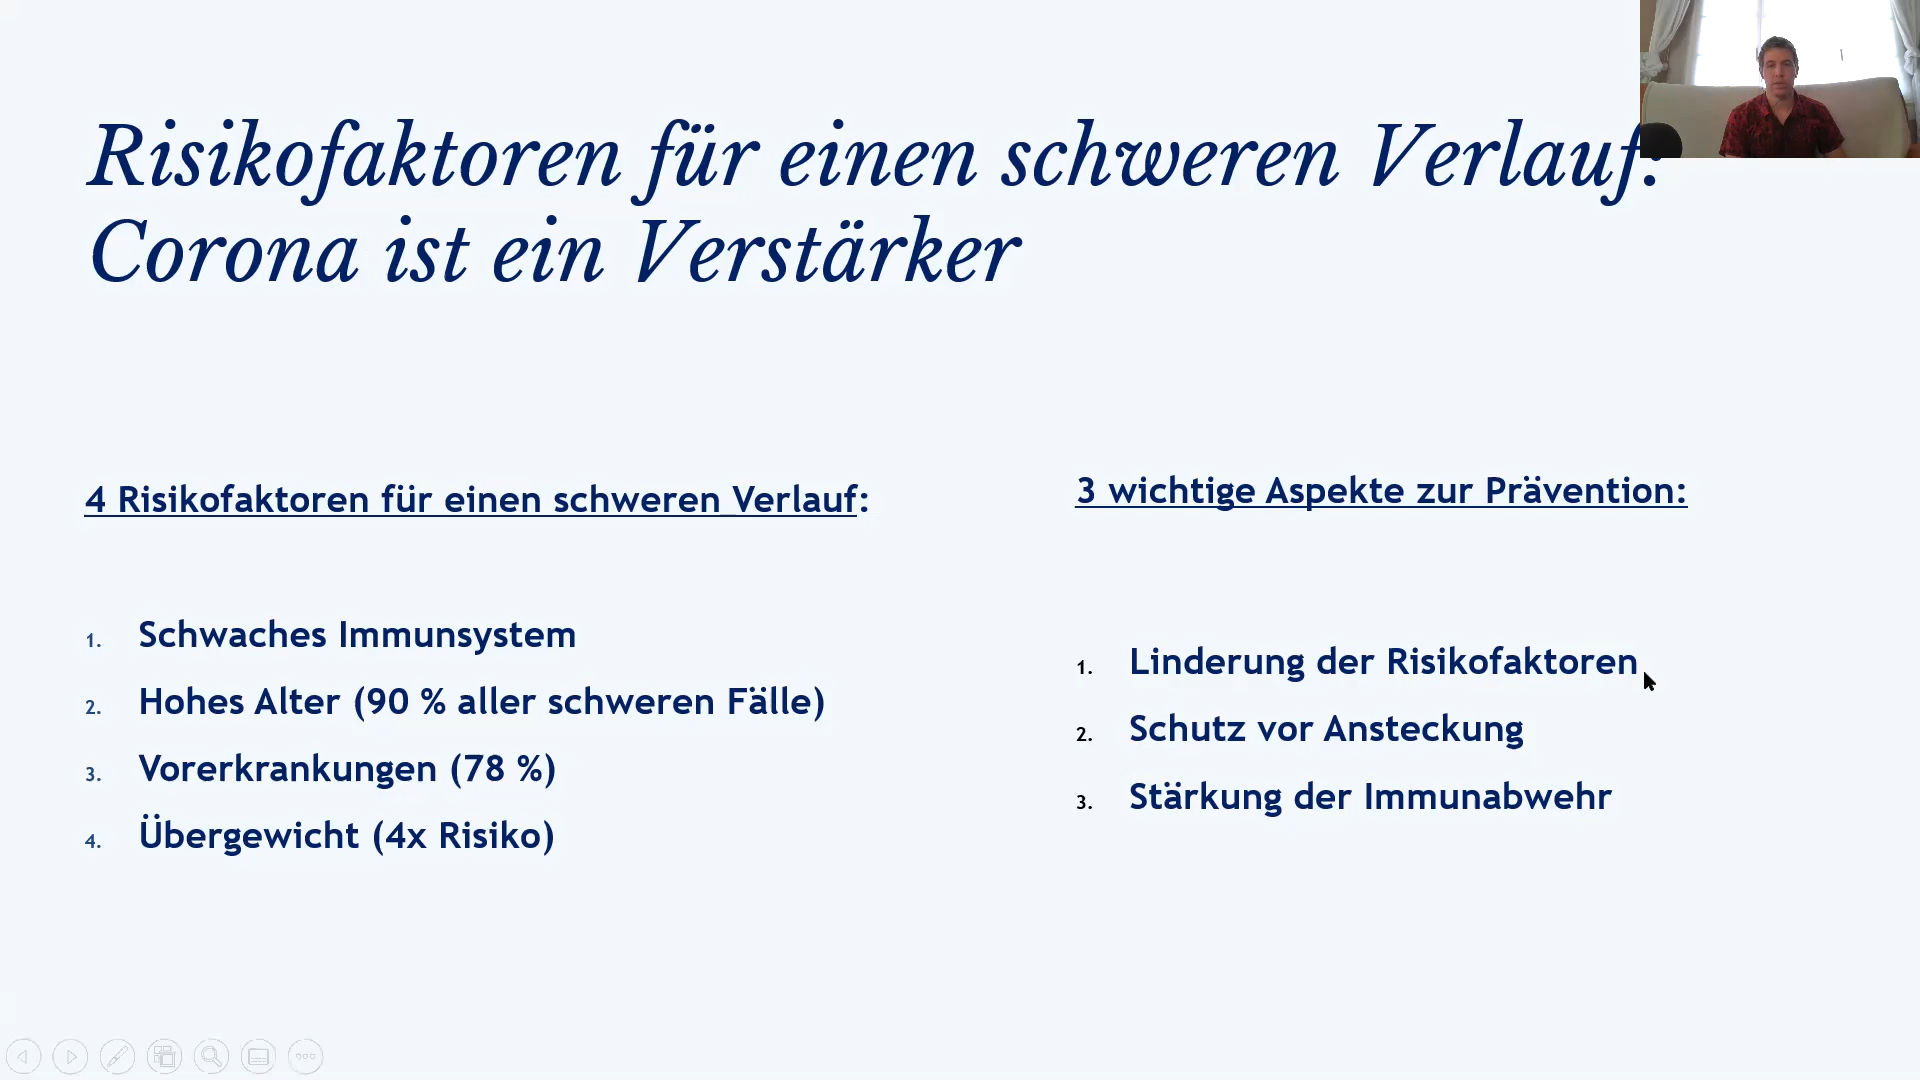 Risikofaktoren für einen schweren Verlauf:
Corona ist ein Verstärker
4 Risikofaktoren für einen schweren Verlauf:
1. Schwaches Immunsystem
2. Hohes Alter (90 % aller schweren Fälle)
3. Vorerkrankungen (78 %)
4. Übergewicht (4x Risiko)
3 wichtige Aspekte zur Prävention:
1. Linderung der Risikofaktoren
2. Schutz vor Ansteckung
3. Stärkung der Immunabwehr